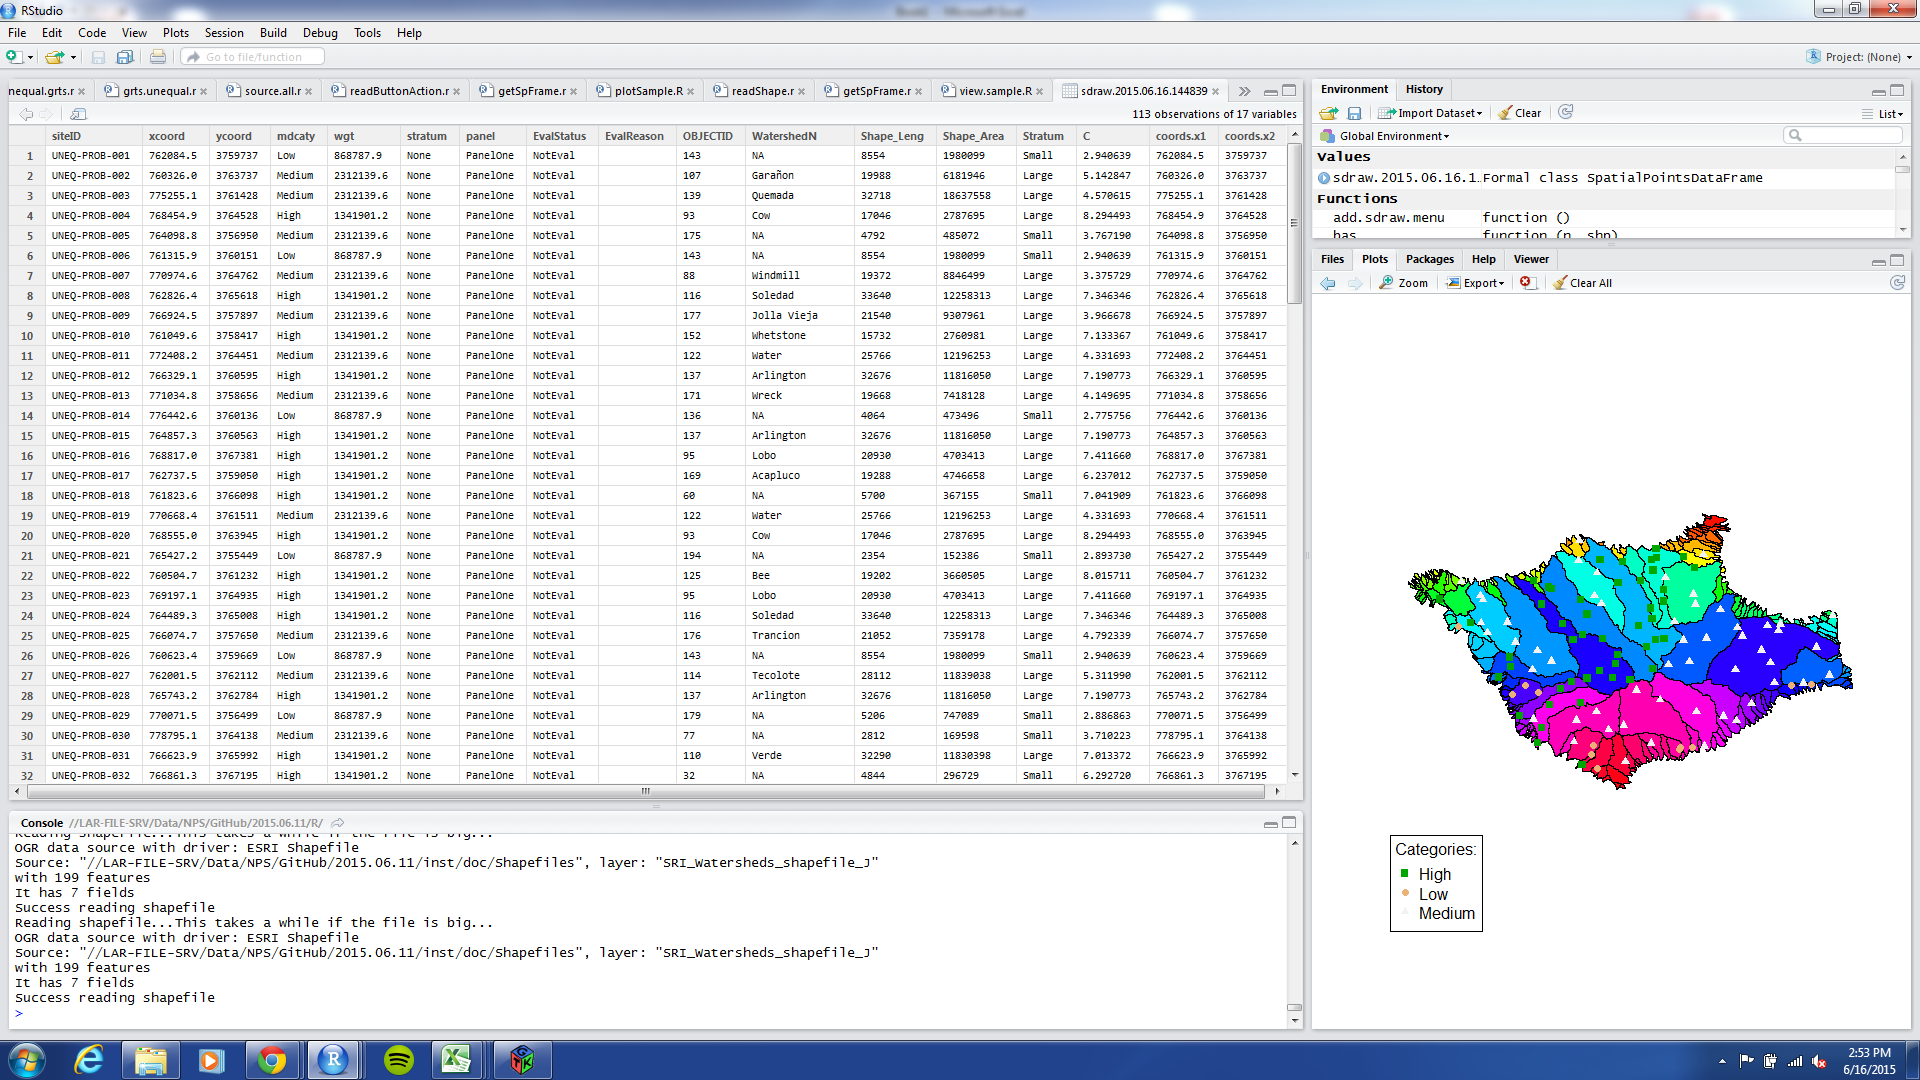 RStudio
File Edit Code View Plots Session Build Debug Tools Help
Go to file/function
Project: (None)
nequal.grts.r grts.unequal.r source.all.r readButtonAction.r getSpFrame.r plotSample.R readShape.r getSpFrame.r view.sample.R sdraw.2015.06.16.144839
113 observations of 17 variables
siteID xcoord ycoord mdcaty wgt stratum panel EvalStatus EvalReason OBJECTID WatershedN Shape_Leng Shape_Area Stratum C coords.x1 coords.x2
1 UNEQ-PROB-001 762084.5 3759737 Low 868787.9 None PanelOne NotEval 143 NA 8554 1980099 Small 2.940639 762084.5 3759737
2 UNEQ-PROB-002 760326.0 3763737 Medium 2312139.6 None PanelOne NotEval 107 Garañon 19988 6181946 Large 5.142847 760326.0 3763737
3 UNEQ-PROB-003 775255.1 3761428 Medium 2312139.6 None PanelOne NotEval 139 Quemada 32718 18637558 Large 4.570615 775255.1 3761428
4 UNEQ-PROB-004 768454.9 3764528 High 1341901.2 None PanelOne NotEval 93 Cow 17046 2787695 Large 8.294493 768454.9 3764528
5 UNEQ-PROB-005 764098.8 3756950 Medium 2312139.6 None PanelOne NotEval 175 NA 4792 485072 Small 3.767190 764098.8 3756950
6 UNEQ-PROB-006 761315.9 3760151 Low 868787.9 None PanelOne NotEval 143 NA 8554 1980099 Small 2.940639 761315.9 3760151
7 UNEQ-PROB-007 770974.6 3764762 Medium 2312139.6 None PanelOne NotEval 88 Windmill 19372 8846499 Large 3.375729 770974.6 3764762
8 UNEQ-PROB-008 762826.4 3765618 High 1341901.2 None PanelOne NotEval 116 Soledad 33640 12258313 Large 7.346346 762826.4 3765618
9 UNEQ-PROB-009 766924.5 3757897 Medium 2312139.6 None PanelOne NotEval 177 Jolla Vieja 21540 9307961 Large 3.966678 766924.5 3757897
10 UNEQ-PROB-010 761049.6 3758417 High 1341901.2 None PanelOne NotEval 152 Whetstone 15732 2760981 Large 7.133367 761049.6 3758417
11 UNEQ-PROB-011 772408.2 3764451 Medium 2312139.6 None PanelOne NotEval 122 Water 25766 12196253 Large 4.331693 772408.2 3764451
12 UNEQ-PROB-012 766329.1 3760595 High 1341901.2 None PanelOne NotEval 137 Arlington 32676 11816050 Large 7.190773 766329.1 3760595
13 UNEQ-PROB-013 771034.8 3758656 Medium 2312139.6 None PanelOne NotEval 171 Wreck 19668 7418128 Large 4.149695 771034.8 3758656
14 UNEQ-PROB-014 776442.6 3760136 Low 868787.9 None PanelOne NotEval 136 NA 4064 473496 Small 2.775756 776442.6 3760136
15 UNEQ-PROB-015 764857.3 3760563 High 1341901.2 None PanelOne NotEval 137 Arlington 32676 11816050 Large 7.190773 764857.3 3760563
16 UNEQ-PROB-016 768817.0 3767381 High 1341901.2 None PanelOne NotEval 95 Lobo 20930 4703413 Large 7.411660 768817.0 3767381
17 UNEQ-PROB-017 762737.5 3759050 High 1341901.2 None PanelOne NotEval 169 Acapluco 19288 4746658 Large 6.237012 762737.5 3759050
18 UNEQ-PROB-018 761823.6 3766098 High 1341901.2 None PanelOne NotEval 60 NA 5700 367155 Small 7.041909 761823.6 3766098
19 UNEQ-PROB-019 770668.4 3761511 Medium 2312139.6 None PanelOne NotEval 122 Water 25766 12196253 Large 4.331693 770668.4 3761511
20 UNEQ-PROB-020 768555.0 3763945 High 1341901.2 None PanelOne NotEval 93 Cow 17046 2787695 Large 8.294493 768555.0 3763945
21 UNEQ-PROB-021 765427.2 3755449 Low 868787.9 None PanelOne NotEval 194 NA 2354 152386 Small 2.893730 765427.2 3755449
22 UNEQ-PROB-022 760504.7 3761232 High 1341901.2 None PanelOne NotEval 125 Bee 19202 3660505 Large 8.015711 760504.7 3761232
23 UNEQ-PROB-023 769197.1 3764935 High 1341901.2 None PanelOne NotEval 95 Lobo 20930 4703413 Large 7.411660 769197.1 3764935
24 UNEQ-PROB-024 764489.3 3765008 High 1341901.2 None PanelOne NotEval 116 Soledad 33640 12258313 Large 7.346346 764489.3 3765008
25 UNEQ-PROB-025 766074.7 3757650 Medium 2312139.6 None PanelOne NotEval 176 Trancion 21052 7359178 Large 4.792339 766074.7 3757650
26 UNEQ-PROB-026 760623.4 3759669 Low 868787.9 None PanelOne NotEval 143 NA 8554 1980099 Small 2.940639 760623.4 3759669
27 UNEQ-PROB-027 762001.5 3762112 Medium 2312139.6 None PanelOne NotEval 114 Tecolote 28112 11839038 Large 5.311990 762001.5 3762112
28 UNEQ-PROB-028 765743.2 3762784 High 1341901.2 None PanelOne NotEval 137 Arlington 32676 11816050 Large 7.190773 765743.2 3762784
29 UNEQ-PROB-029 770071.5 3756499 Low 868787.9 None PanelOne NotEval 179 NA 5206 747089 Small 2.886863 770071.5 3756499
30 UNEQ-PROB-030 778795.1 3764138 Medium 2312139.6 None PanelOne NotEval 77 NA 2812 169598 Small 3.710223 778795.1 3764138
31 UNEQ-PROB-031 766623.9 3765992 High 1341901.2 None PanelOne NotEval 110 Verde 32290 11830398 Large 7.013372 766623.9 3765992
32 UNEQ-PROB-032 766861.3 3767195 High 1341901.2 None PanelOne NotEval 32 NA 4844 296729 Small 6.292720 766861.3 3767195
Console //LAR-FILE-SRV/Data/NPS/GitHub/2015.06.11/R/
Reading shapefile...This takes a while if the file is big...
OGR data source with driver: ESRI Shapefile
Source: "//LAR-FILE-SRV/Data/NPS/GitHub/2015.06.11/inst/doc/Shapefiles", layer: "SRI_Watersheds_shapefile_J"
with 199 features
It has 7 fields
Success reading shapefile
Reading shapefile...This takes a while if the file is big...
OGR data source with driver: ESRI Shapefile
Source: "//LAR-FILE-SRV/Data/NPS/GitHub/2015.06.11/inst/doc/Shapefiles", layer: "SRI_Watersheds_shapefile_J"
with 199 features
It has 7 fields
Success reading shapefile
>
Environment History
Import Dataset Clear List
Global Environment
Values
sdraw.2015.06.16.1… Formal class SpatialPointsDataFrame
Functions
add.sdraw.menu function ()
bas function (n, shp)
Files Plots Packages Help Viewer
Zoom Export Clear All
Categories:
High
Low
Medium
2:53 PM
6/16/2015